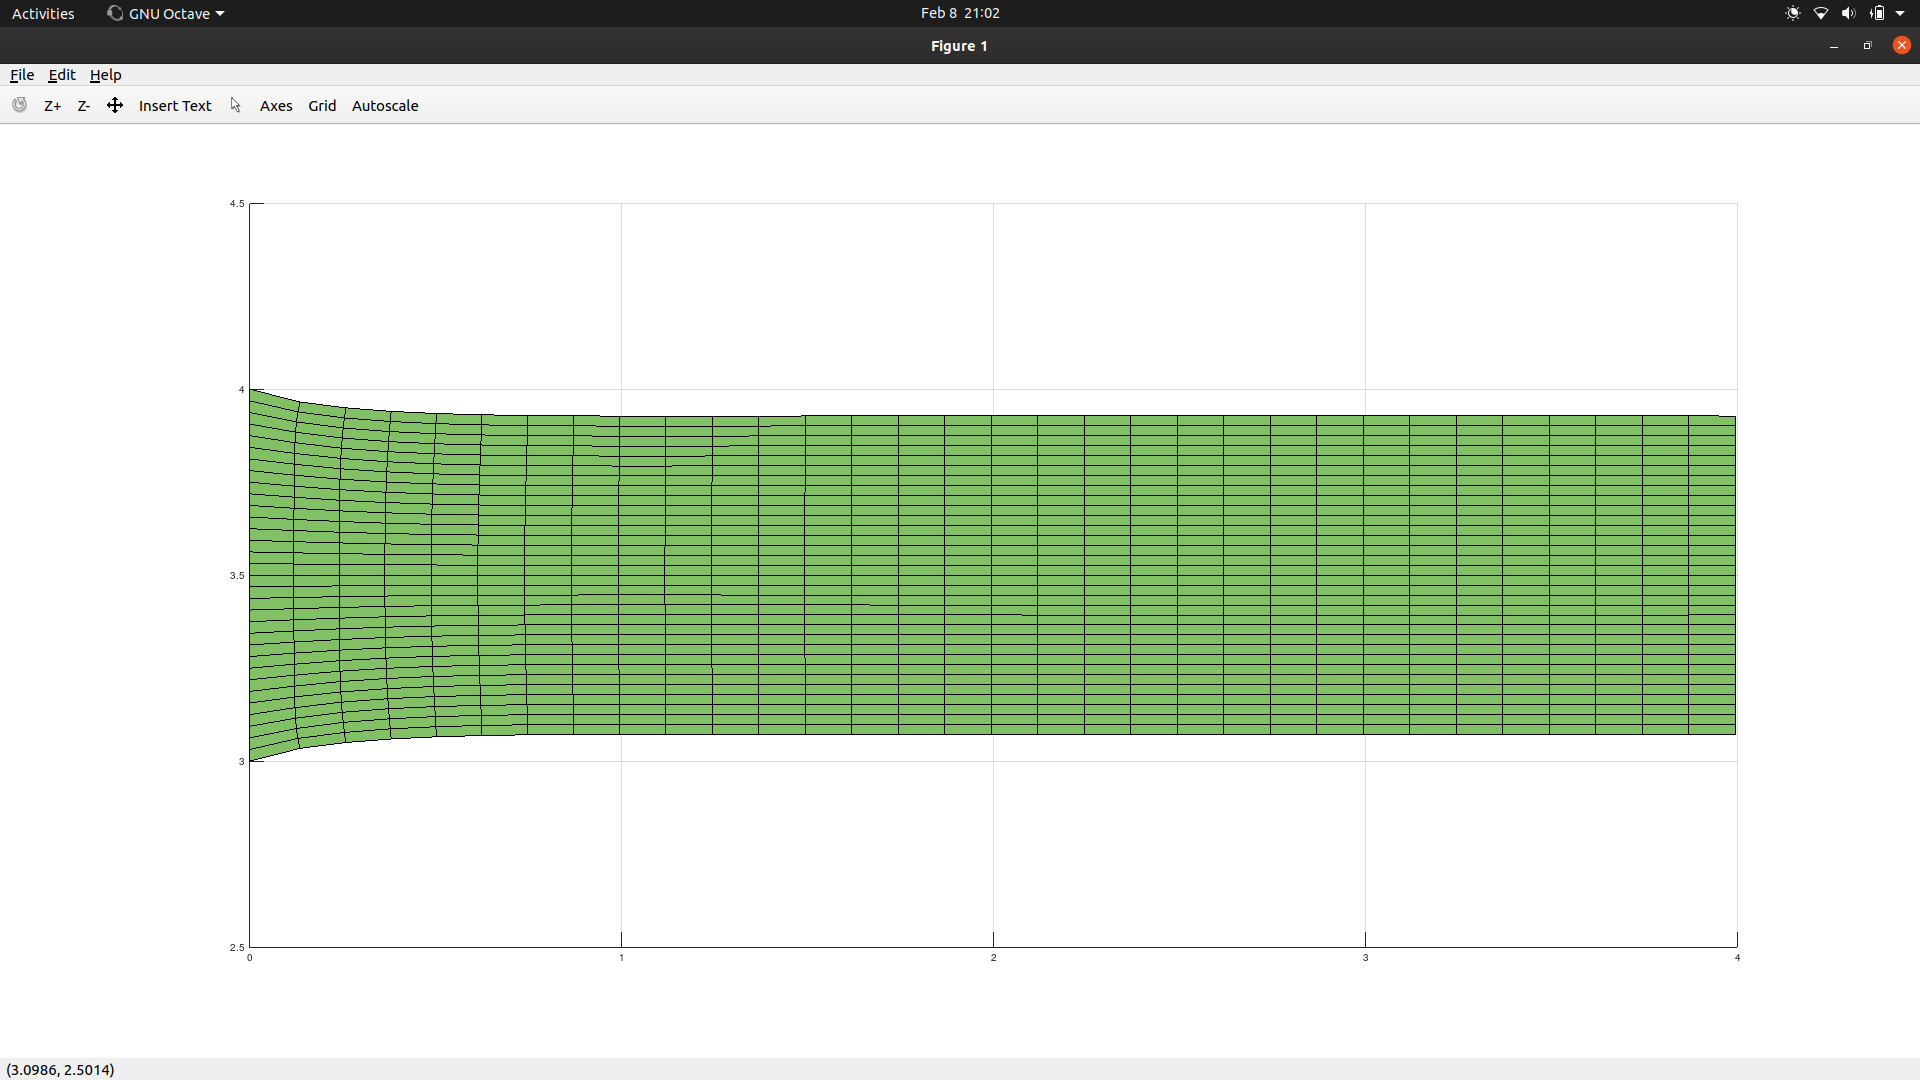 Activities GNU Octave Feb 8 21:02
Figure 1
File Edit Help
Z+ Z- Insert Text Axes Grid Autoscale
4.5
4
3.5
3
2.5
0 1 2 3 4
(3.0986, 2.5014)